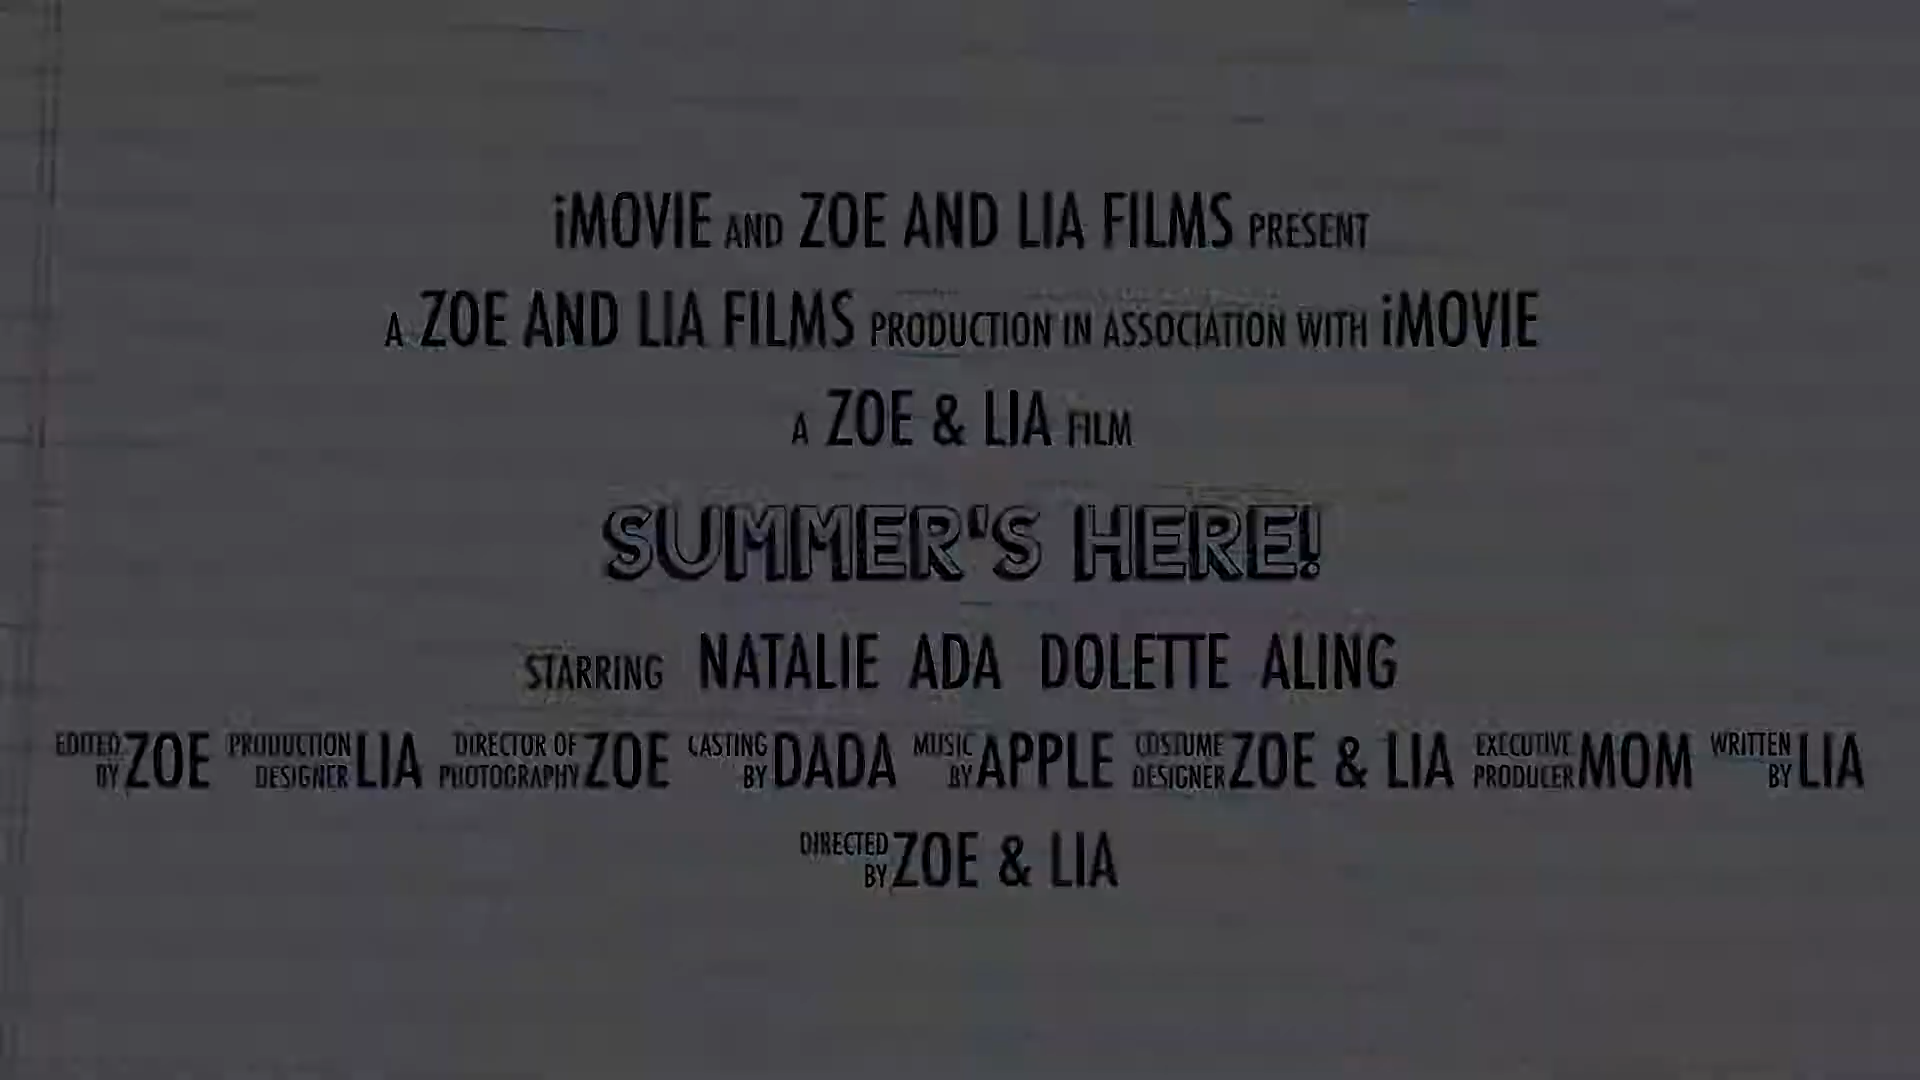 iMOVIE AND ZOE AND LIA FILMS PRESENT
A ZOE AND LIA FILMS PRODUCTION IN ASSOCIATION WITH iMOVIE
A ZOE & LIA FILM
SUMMER'S HERE!
STARRING NATALIE ADA DOLETTE ALING
EDITED BY ZOE PRODUCTION DESIGNER LIA DIRECTOR OF PHOTOGRAPHY ZOE CASTING BY DADA MUSIC BY APPLE COSTUME DESIGNER ZOE & LIA EXECUTIVE PRODUCER MOM WRITTEN BY LIA
DIRECTED BY ZOE & LIA